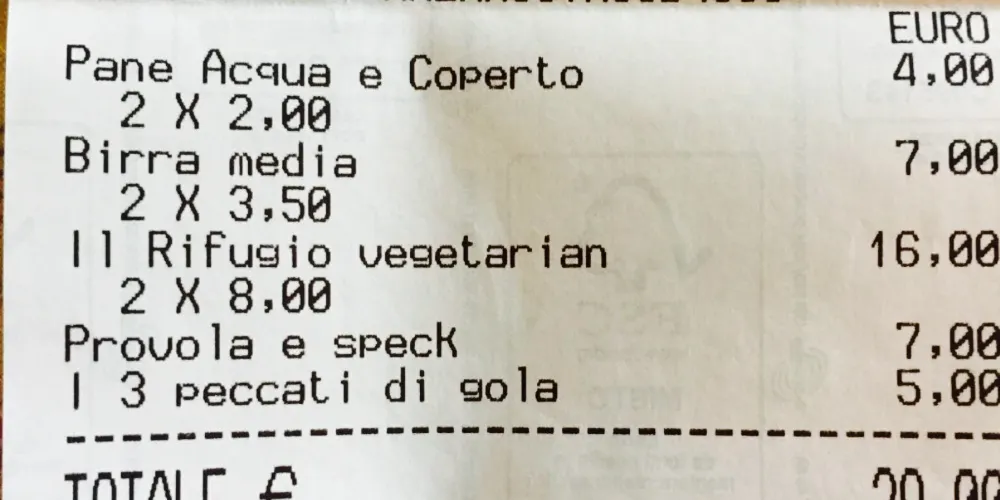 EURO
Pane Acqua e Coperto 4,00
2 X 2,00
Birra media 7,00
2 X 3,50
Il Rifugio vegetarian 16,00
2 X 8,00
Provola e speck 7,00
I 3 peccati di gola 5,00
TOTALE €